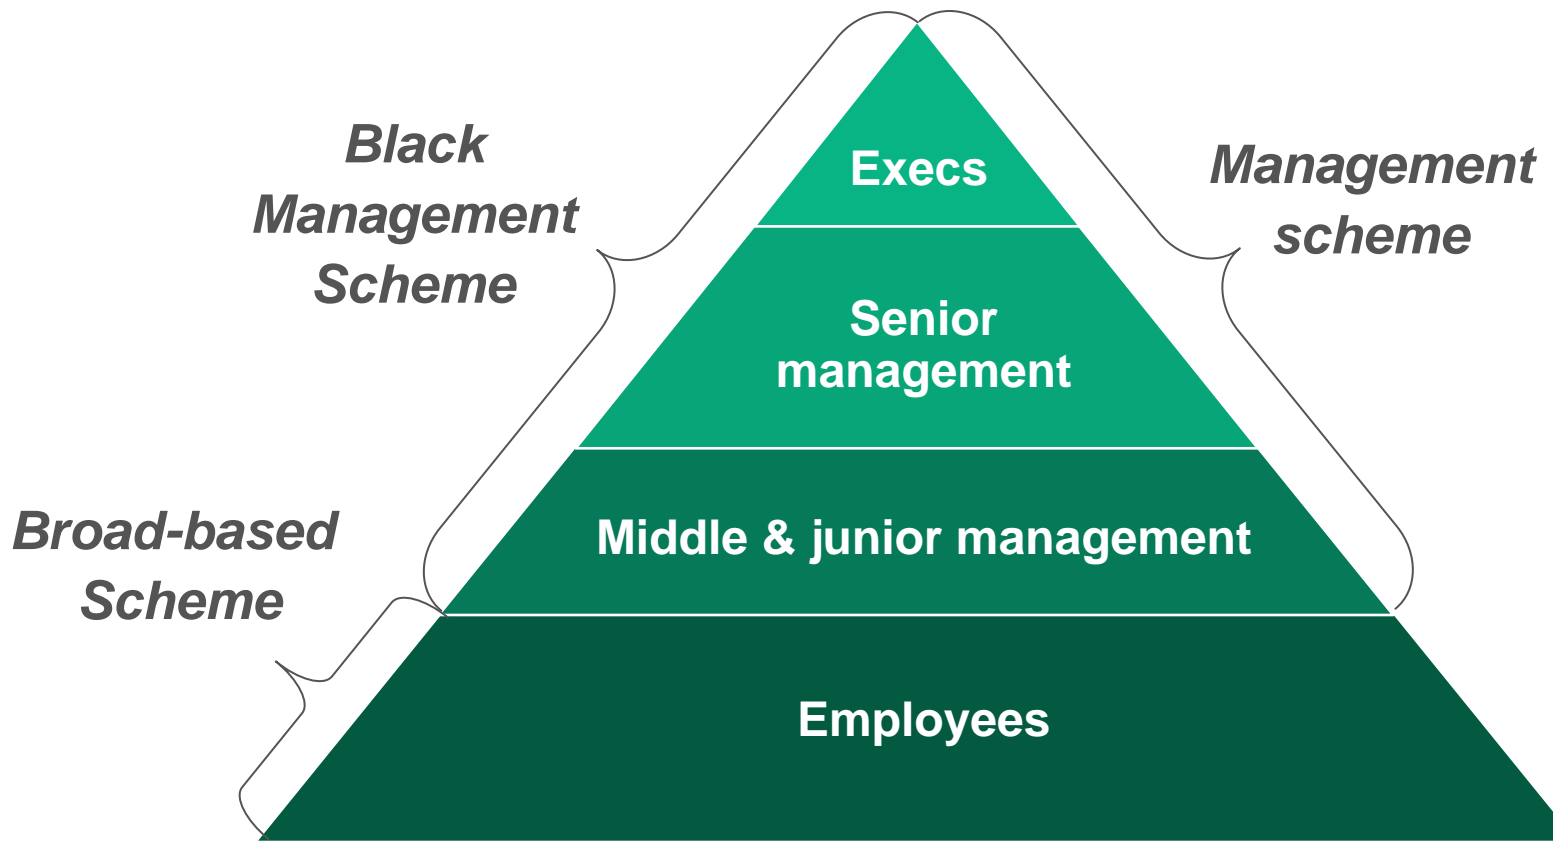 Black
Management
Scheme
Management
scheme
Execs
Senior
management
Broad-based
Scheme
Middle & junior management
Employees